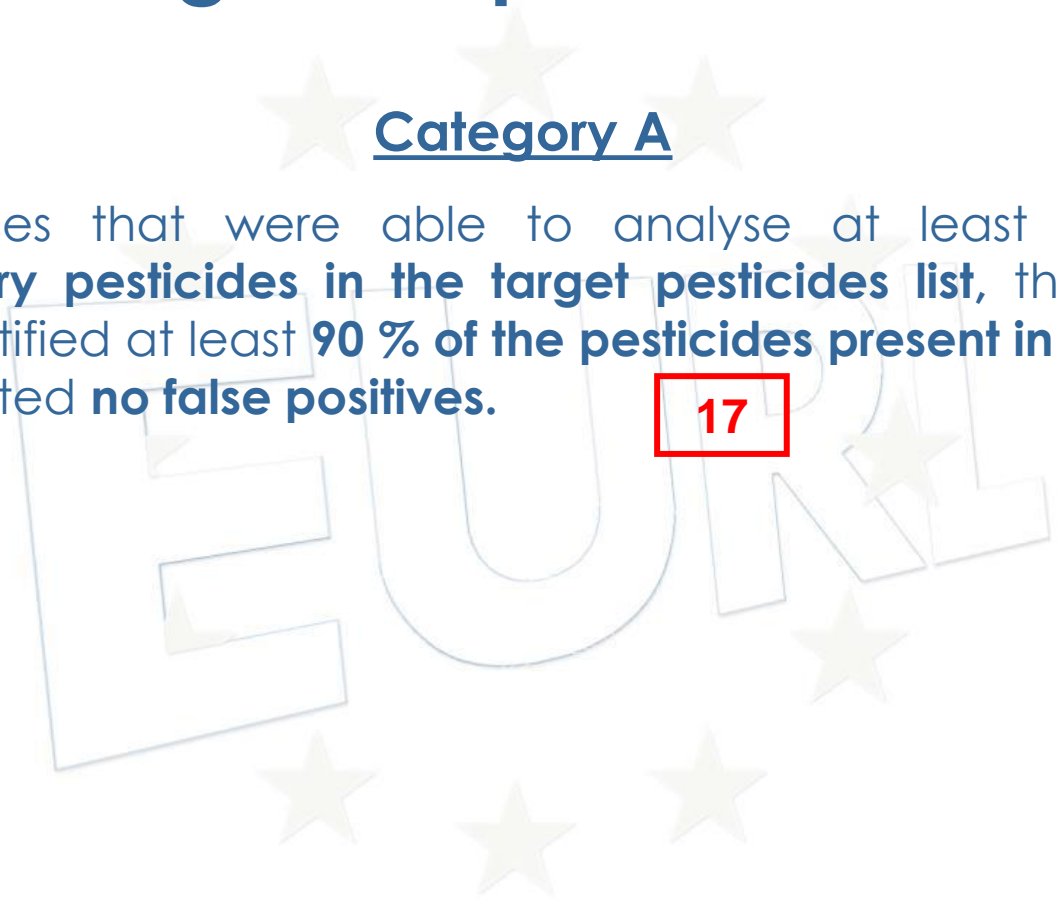 Category A
es that were able to analyse at least
ry pesticides in the target pesticides list, th
tified at least 90 % of the pesticides present in
ted no false positives.
17
EURL